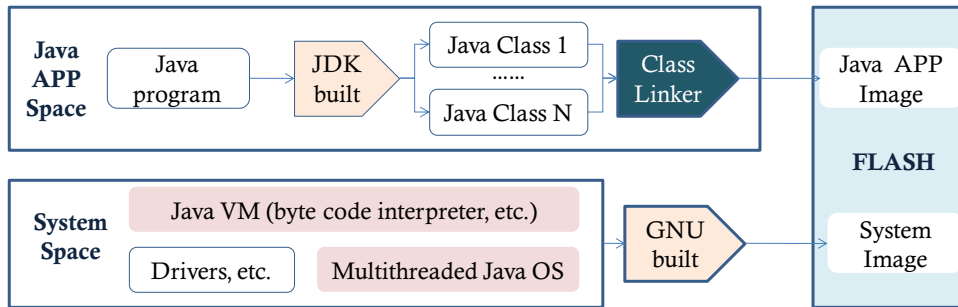 Java
APP
Space
Java
program
JDK
built
Java Class 1
......
Java Class N
Class
Linker
Java APP
Image
FLASH
System
Space
Java VM (byte code interpreter, etc.)
Drivers, etc.
Multithreaded Java OS
GNU
built
System
Image